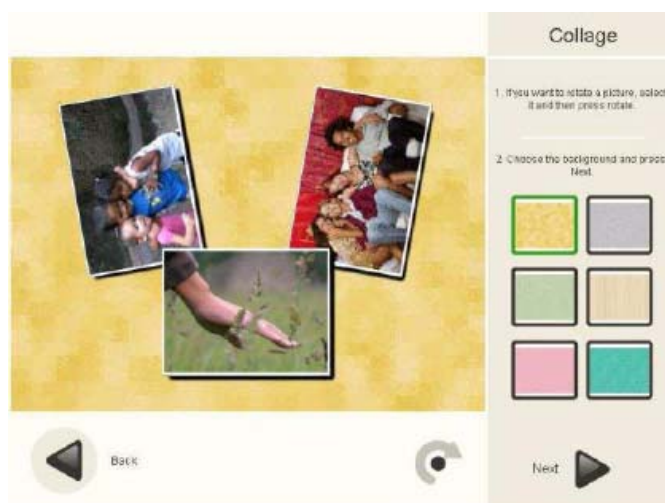 Collage
1. If you want to rotate a picture, select
it and then press rotate.
2. Choose the background and press
Next.
Back
Next